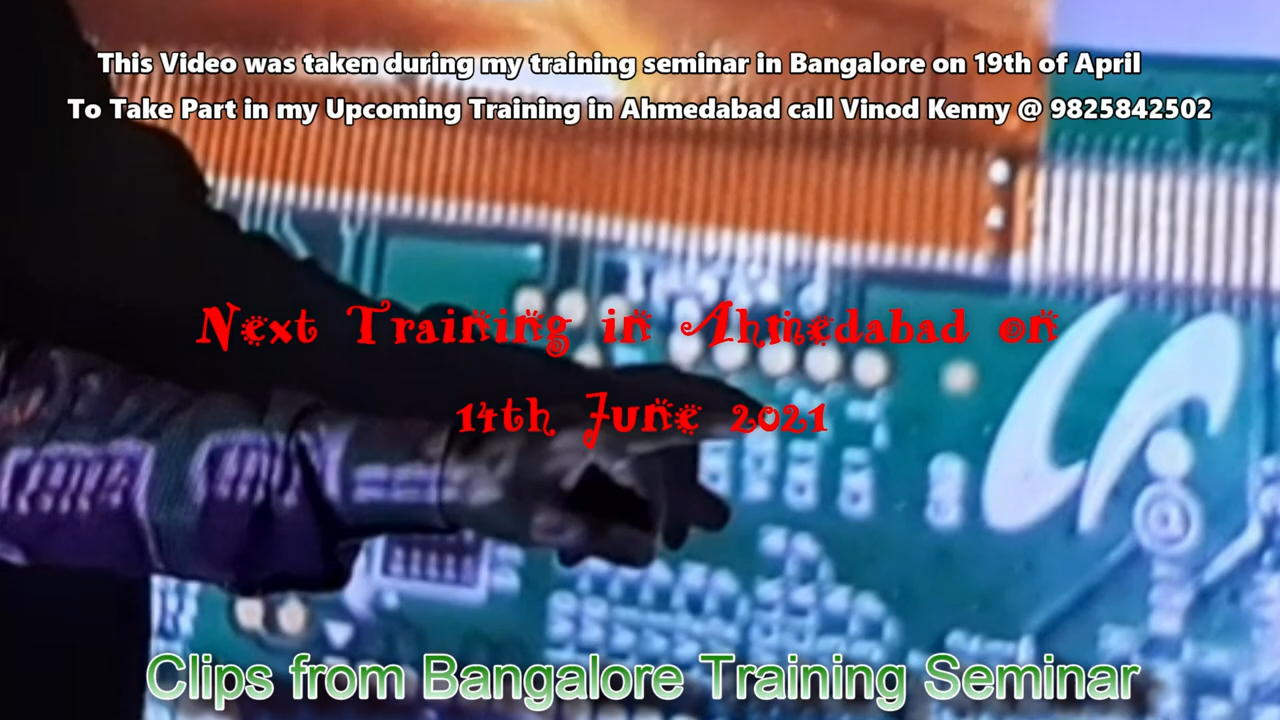 This Video was taken during my training seminar in Bangalore on 19th of April
To Take Part in my Upcoming Training in Ahmedabad call Vinod Kenny @ 9825842502
Next Training in Ahmedabad on
14th June 2021
Clips from Bangalore Training Seminar